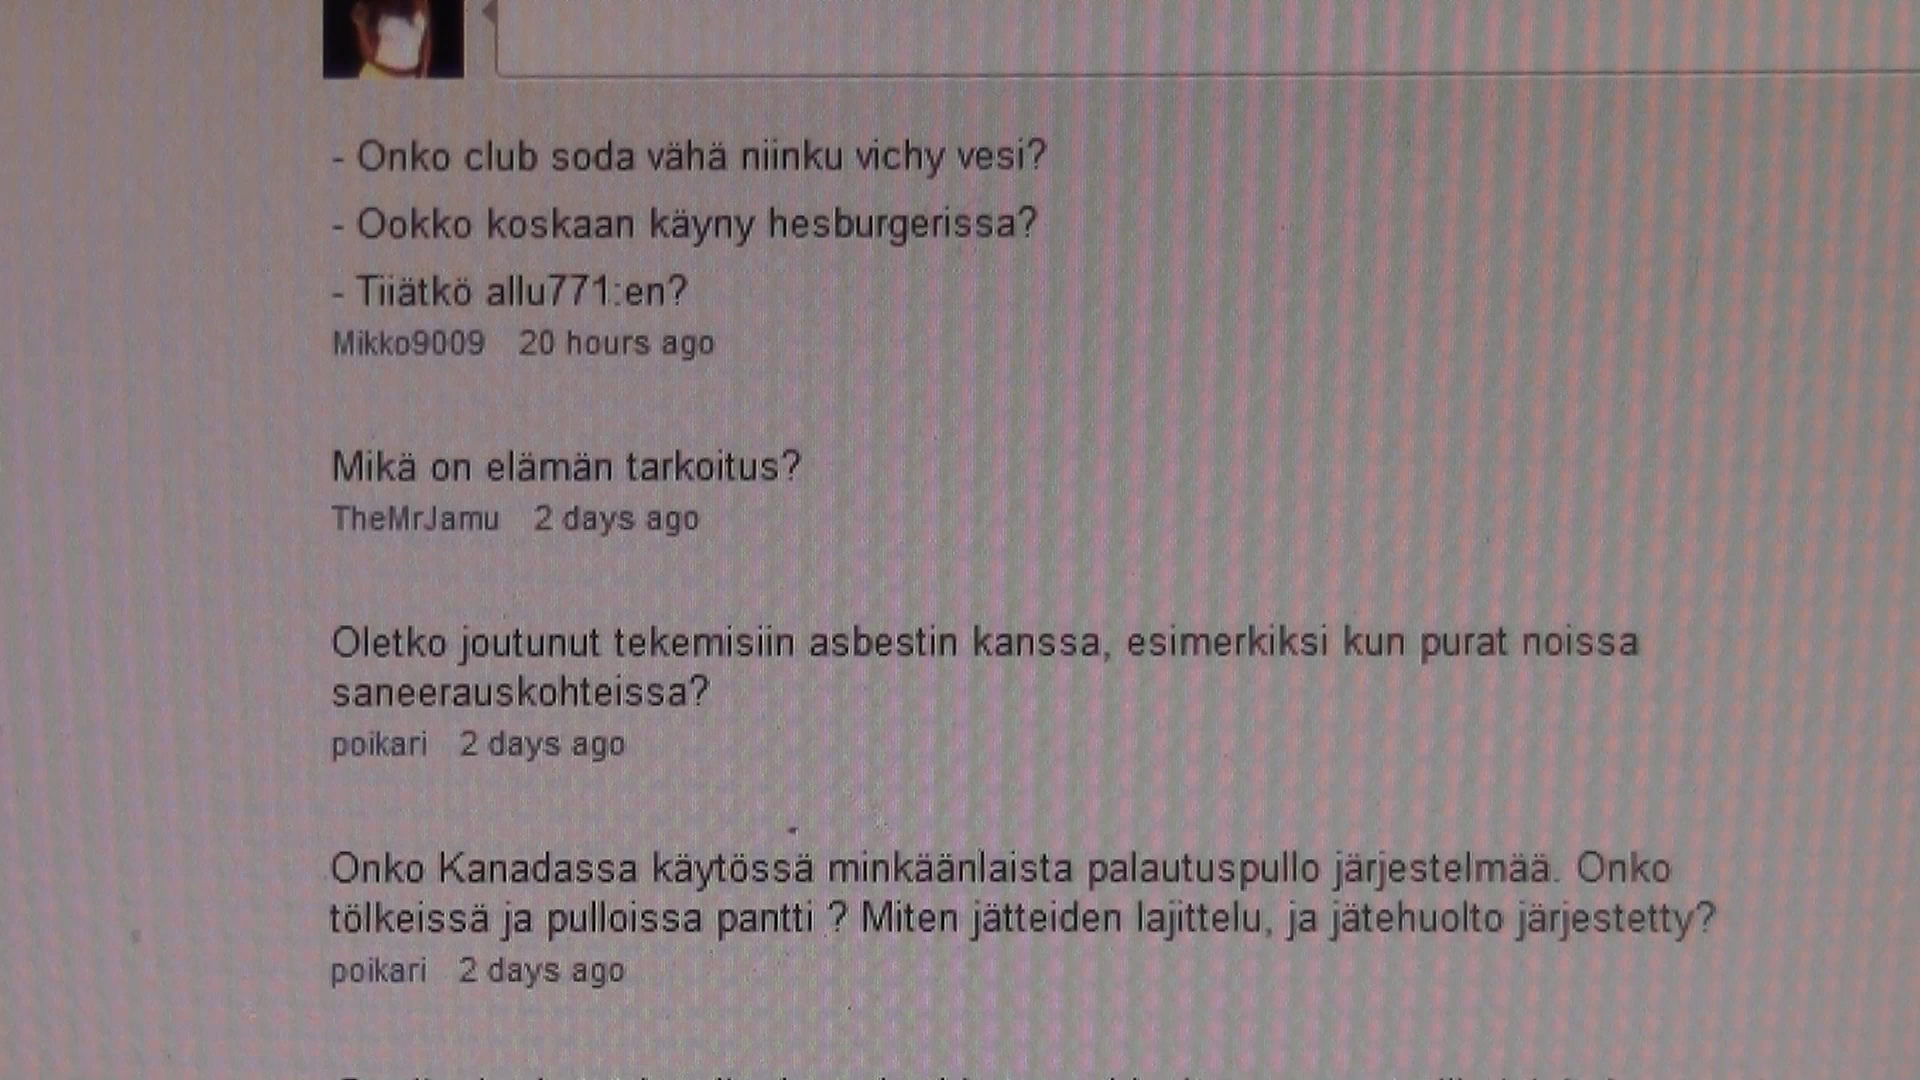 - Onko club soda vähä niinku vichy vesi?
- Ookko koskaan käyny hesburgerissa?
- Tiiätkö allu771:en?
Mikko9009 20 hours ago
Mikä on elämän tarkoitus?
TheMrJamu 2 days ago
Oletko joutunut tekemisiin asbestin kanssa, esimerkiksi kun purat noissa
saneerauskohteissa?
poikari 2 days ago
Onko Kanadassa käytössä minkäänlaista palautuspullo järjestelmää. Onko
tölkeissä ja pulloissa pantti ? Miten jätteiden lajittelu, ja jätehuolto järjestetty?
poikari 2 days ago